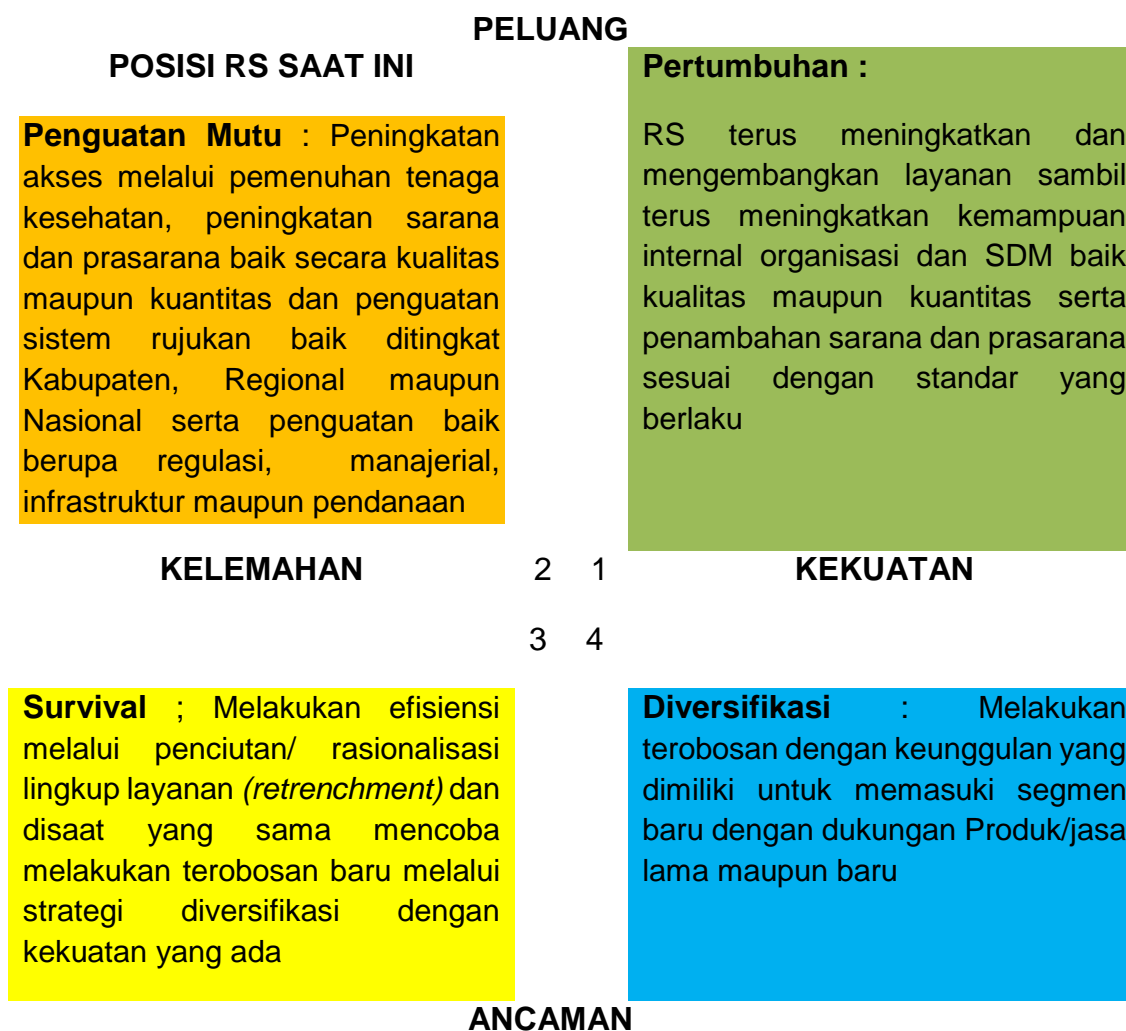 PELUANG
POSISI RS SAAT INI
Penguatan Mutu : Peningkatan
akses melalui pemenuhan tenaga
kesehatan, peningkatan sarana
dan prasarana baik secara kualitas
maupun kuantitas dan penguatan
sistem rujukan baik ditingkat
Kabupaten, Regional maupun
Nasional serta penguatan baik
berupa regulasi, manajerial,
infrastruktur maupun pendanaan
Pertumbuhan :
RS terus meningkatkan dan
mengembangkan layanan sambil
terus meningkatkan kemampuan
internal organisasi dan SDM baik
kualitas maupun kuantitas serta
penambahan sarana dan prasarana
sesuai dengan standar yang
berlaku
KELEMAHAN 2 1 KEKUATAN
3 4
Survival ; Melakukan efisiensi
melalui penciutan/ rasionalisasi
lingkup layanan (retrenchment) dan
disaat yang sama mencoba
melakukan terobosan baru melalui
strategi diversifikasi dengan
kekuatan yang ada
Diversifikasi : Melakukan
terobosan dengan keunggulan yang
dimiliki untuk memasuki segmen
baru dengan dukungan Produk/jasa
lama maupun baru
ANCAMAN